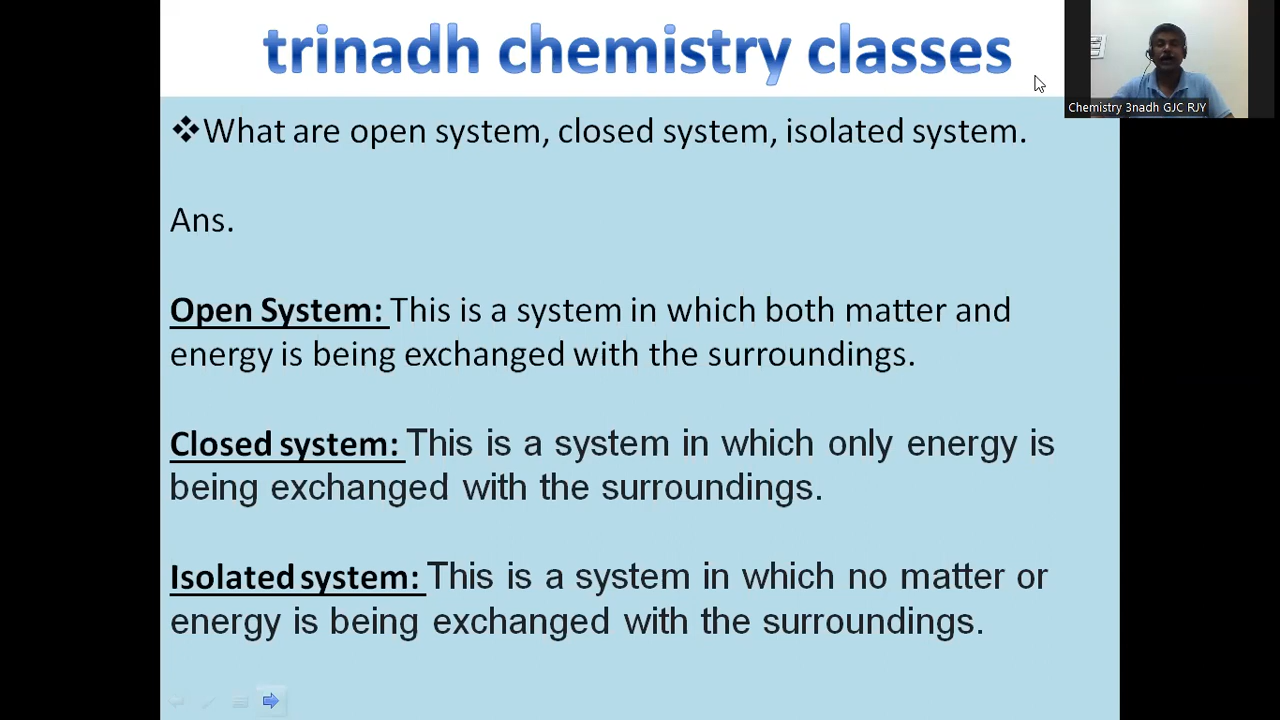 trinadh chemistry classes
Chemistry 3nadh GJC RJY
❖What are open system, closed system, isolated system.
Ans.
Open System: This is a system in which both matter and
energy is being exchanged with the surroundings.
Closed system: This is a system in which only energy is
being exchanged with the surroundings.
Isolated system: This is a system in which no matter or
energy is being exchanged with the surroundings.